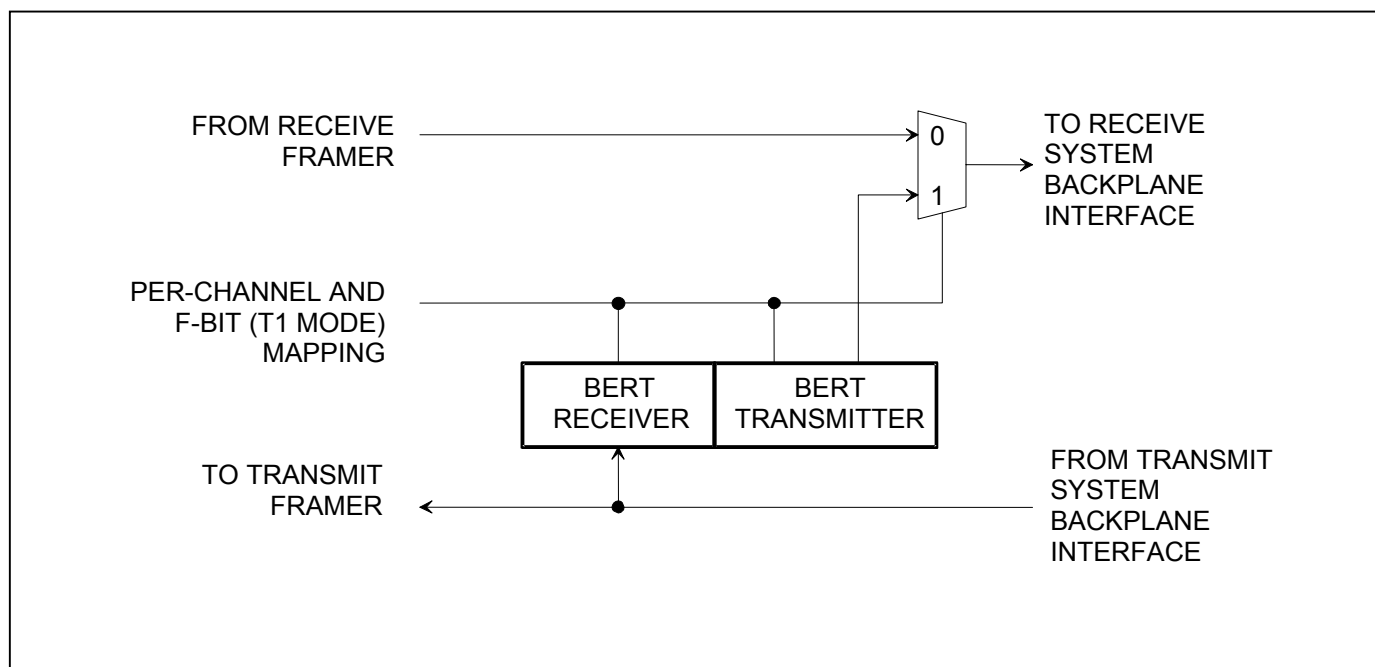 FROM RECEIVE
FRAMER
0
1
TO RECEIVE
SYSTEM
BACKPLANE
INTERFACE
PER-CHANNEL AND
F-BIT (T1 MODE)
MAPPING
BERT
RECEIVER
BERT
TRANSMITTER
TO TRANSMIT
FRAMER
FROM TRANSMIT
SYSTEM
BACKPLANE
INTERFACE